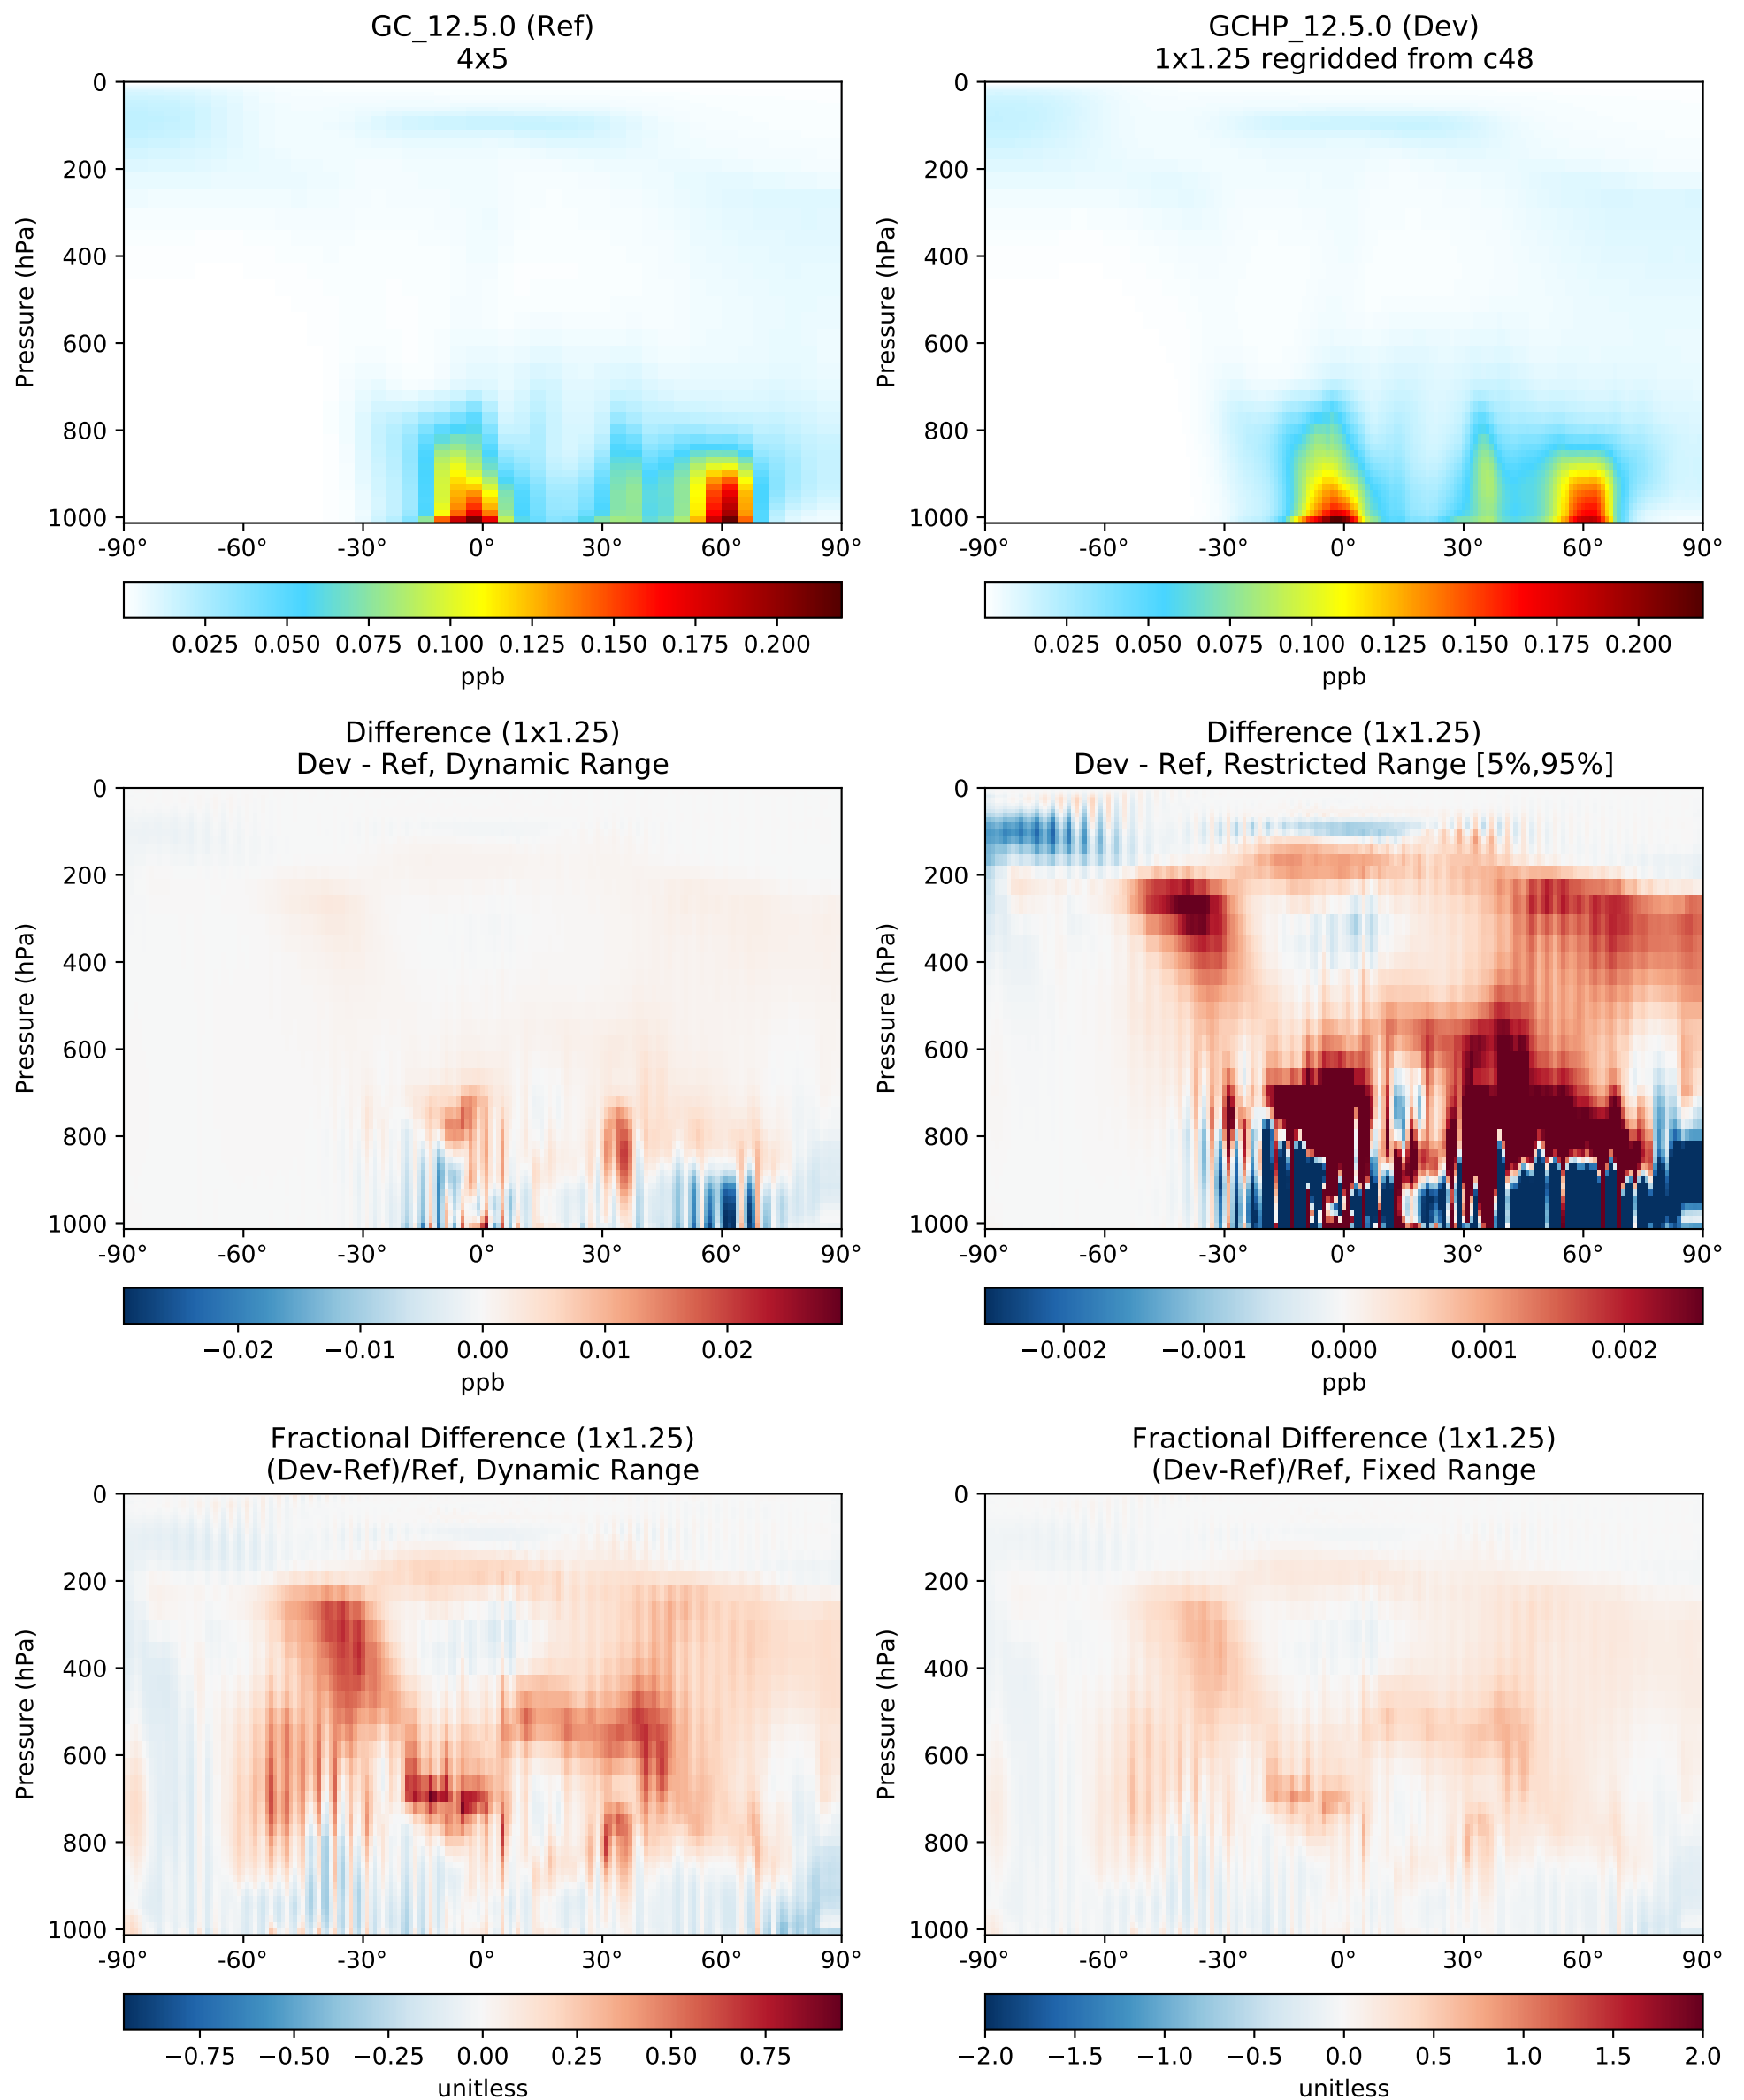 GC_12.5.0 (Ref)
4x5
0
200
400
600
800
1000
Pressure (hPa)
-90° -60° -30° 0° 30° 60° 90°
0.025 0.050 0.075 0.100 0.125 0.150 0.175 0.200
ppb
GCHP_12.5.0 (Dev)
1x1.25 regridded from c48
0
200
400
600
800
1000
Pressure (hPa)
-90° -60° -30° 0° 30° 60° 90°
0.025 0.050 0.075 0.100 0.125 0.150 0.175 0.200
ppb
Difference (1x1.25)
Dev - Ref, Dynamic Range
0
200
400
600
800
1000
Pressure (hPa)
-90° -60° -30° 0° 30° 60° 90°
−0.02 −0.01 0.00 0.01 0.02
ppb
Difference (1x1.25)
Dev - Ref, Restricted Range [5%,95%]
0
200
400
600
800
1000
Pressure (hPa)
-90° -60° -30° 0° 30° 60° 90°
−0.002 −0.001 0.000 0.001 0.002
ppb
Fractional Difference (1x1.25)
(Dev-Ref)/Ref, Dynamic Range
0
200
400
600
800
1000
Pressure (hPa)
-90° -60° -30° 0° 30° 60° 90°
−0.75 −0.50 −0.25 0.00 0.25 0.50 0.75
unitless
Fractional Difference (1x1.25)
(Dev-Ref)/Ref, Fixed Range
0
200
400
600
800
1000
Pressure (hPa)
-90° -60° -30° 0° 30° 60° 90°
−2.0 −1.5 −1.0 −0.5 0.0 0.5 1.0 1.5 2.0
unitless